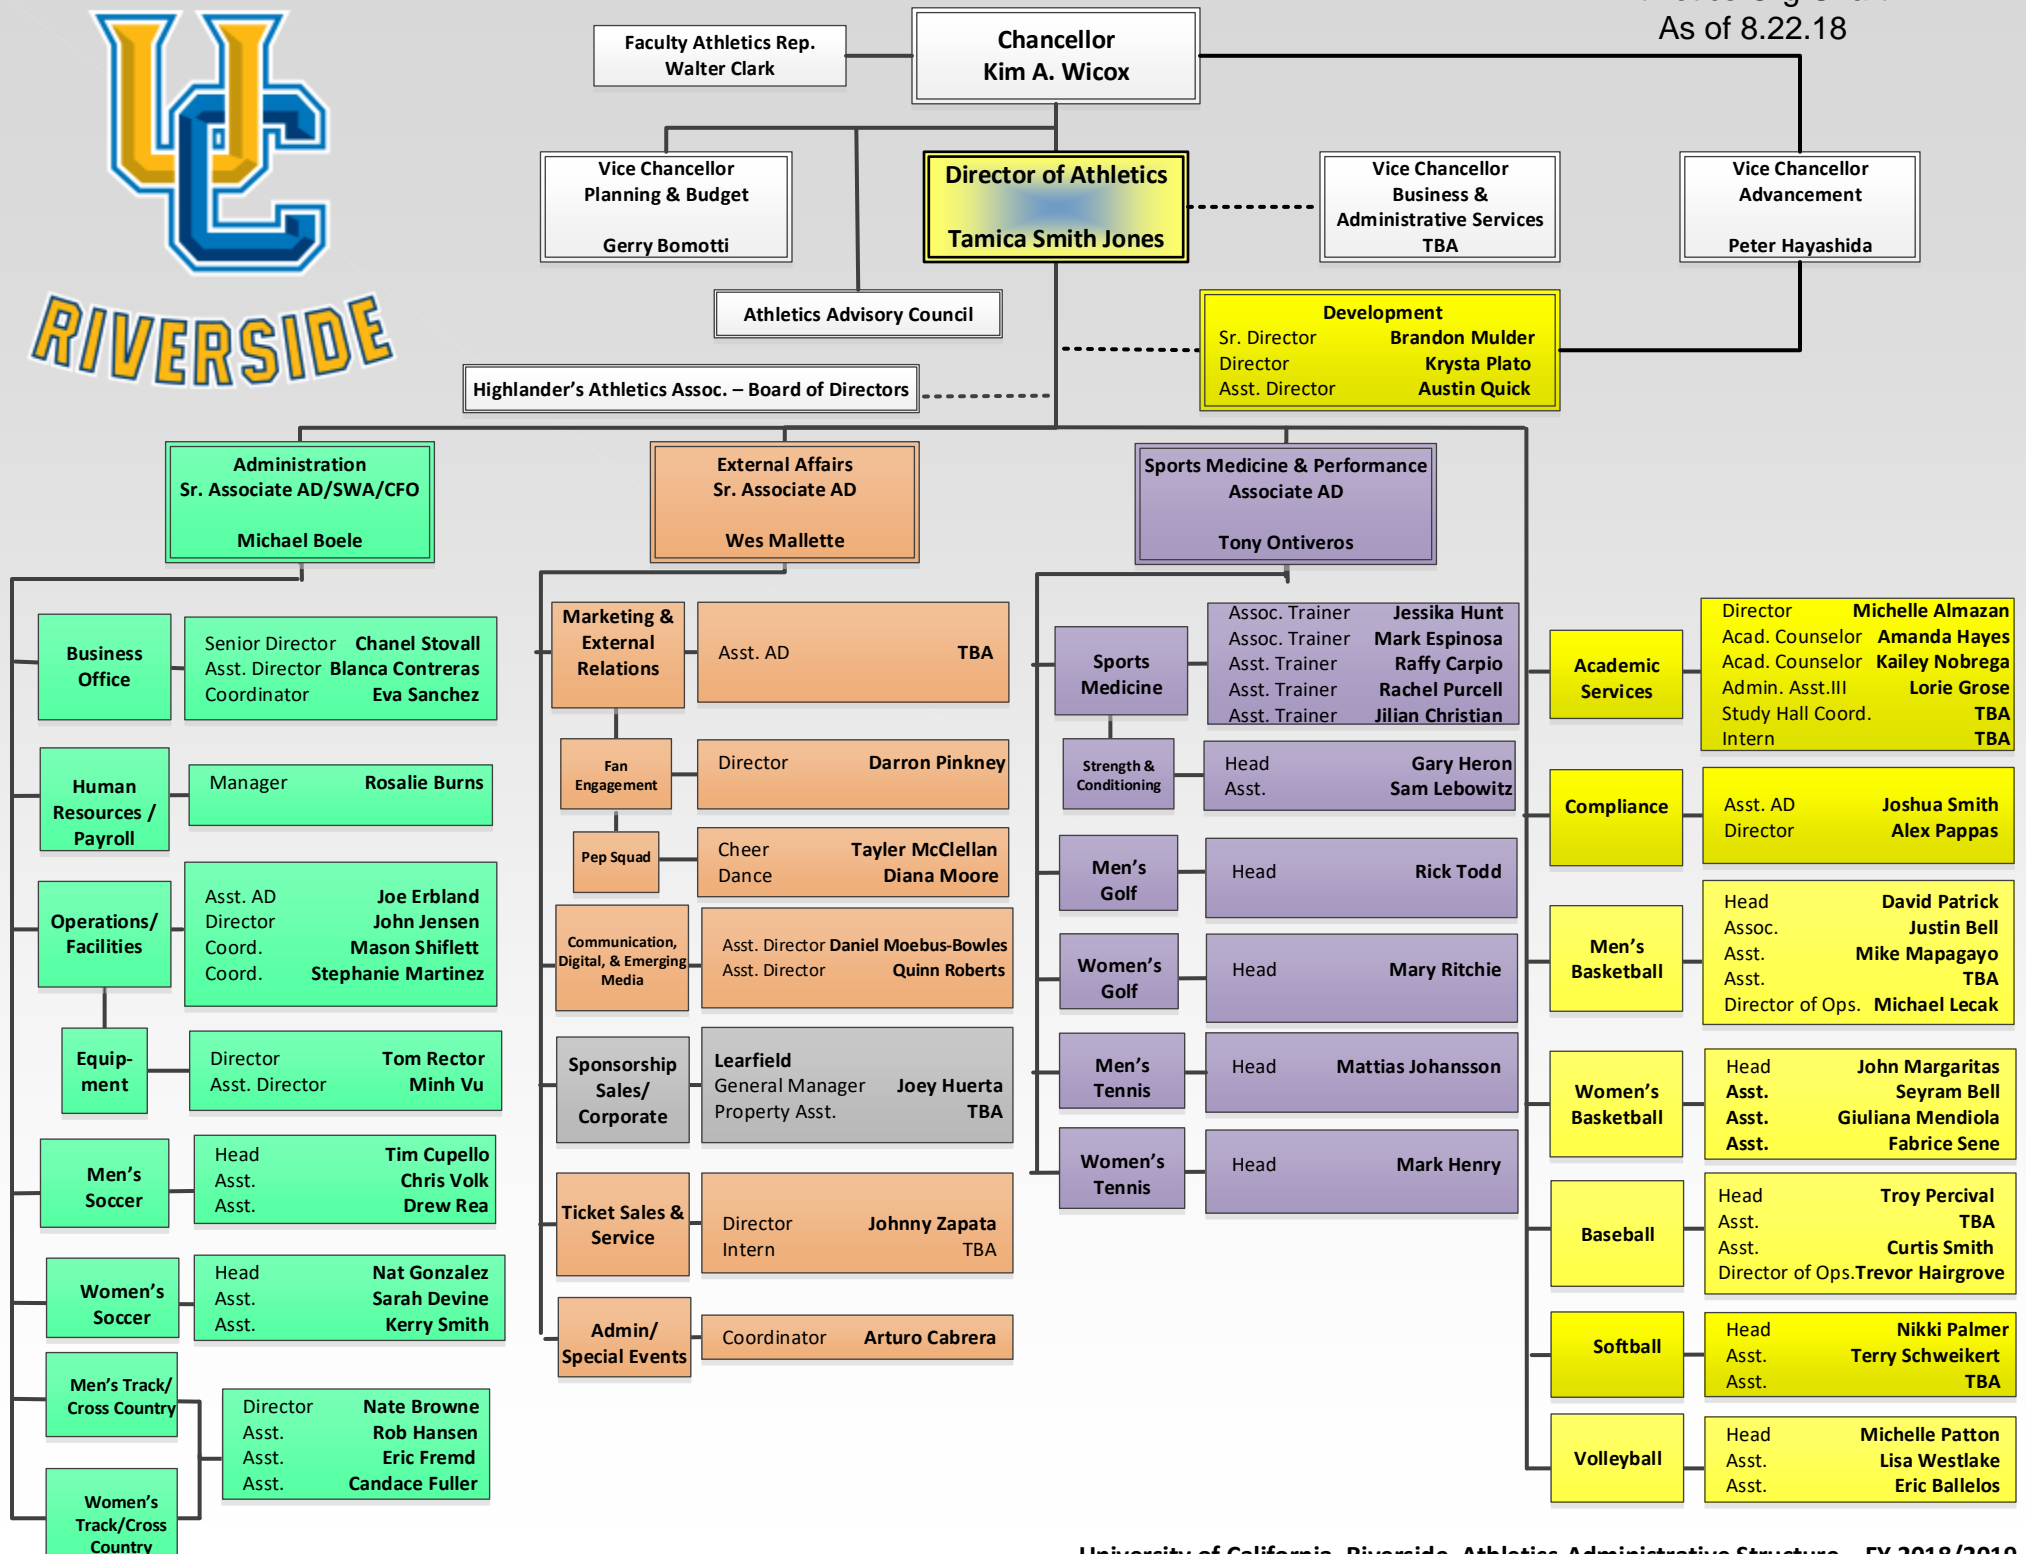 As of 8.22.18
UC
RIVERSIDE
Faculty Athletics Rep.
Walter Clark
Chancellor
Kim A. Wicox
Vice Chancellor
Planning & Budget
Gerry Bomotti
Director of Athletics
Tamica Smith Jones
Vice Chancellor
Business &
Administrative Services
TBA
Vice Chancellor
Advancement
Peter Hayashida
Athletics Advisory Council
Development
Sr. Director Brandon Mulder
Director Krysta Plato
Asst. Director Austin Quick
Highlander's Athletics Assoc. – Board of Directors
Administration
Sr. Associate AD/SWA/CFO
Michael Boele
External Affairs
Sr. Associate AD
Wes Mallette
Sports Medicine & Performance
Associate AD
Tony Ontiveros
Business
Office
Senior Director Chanel Stovall
Asst. Director Blanca Contreras
Coordinator Eva Sanchez
Human
Resources /
Payroll
Manager Rosalie Burns
Operations/
Facilities
Asst. AD Joe Erbland
Director John Jensen
Coord. Mason Shiflett
Coord. Stephanie Martinez
Equip-
ment
Director Tom Rector
Asst. Director Minh Vu
Men's
Soccer
Head Tim Cupello
Asst. Chris Volk
Asst. Drew Rea
Women's
Soccer
Head Nat Gonzalez
Asst. Sarah Devine
Asst. Kerry Smith
Men's Track/
Cross Country
Director Nate Browne
Asst. Rob Hansen
Asst. Eric Fremd
Asst. Candace Fuller
Women's
Track/Cross
Country
Marketing &
External
Relations
Asst. AD TBA
Fan
Engagement
Director Darron Pinkney
Pep Squad
Cheer Tayler McClellan
Dance Diana Moore
Communication,
Digital, & Emerging
Media
Asst. Director Daniel Moebus-Bowles
Asst. Director Quinn Roberts
Sponsorship
Sales/
Corporate
Learfield
General Manager Joey Huerta
Property Asst. TBA
Ticket Sales &
Service
Director Johnny Zapata
Intern TBA
Admin/
Special Events
Coordinator Arturo Cabrera
Sports
Medicine
Assoc. Trainer Jessika Hunt
Assoc. Trainer Mark Espinosa
Asst. Trainer Raffy Carpio
Asst. Trainer Rachel Purcell
Asst. Trainer Jilian Christian
Strength &
Conditioning
Head Gary Heron
Asst. Sam Lebowitz
Men's
Golf
Head Rick Todd
Women's
Golf
Head Mary Ritchie
Men's
Tennis
Head Mattias Johansson
Women's
Tennis
Head Mark Henry
Academic
Services
Director Michelle Almazan
Acad. Counselor Amanda Hayes
Acad. Counselor Kailey Nobrega
Admin. Asst.III Lorie Grose
Study Hall Coord. TBA
Intern TBA
Compliance
Asst. AD Joshua Smith
Director Alex Pappas
Men's
Basketball
Head David Patrick
Assoc. Justin Bell
Asst. Mike Mapagayo
Asst. TBA
Director of Ops. Michael Lecak
Women's
Basketball
Head John Margaritas
Asst. Seyram Bell
Asst. Giuliana Mendiola
Asst. Fabrice Sene
Baseball
Head Troy Percival
Asst. TBA
Asst. Curtis Smith
Director of Ops. Trevor Hairgrove
Softball
Head Nikki Palmer
Asst. Terry Schweikert
Asst. TBA
Volleyball
Head Michelle Patton
Asst. Lisa Westlake
Asst. Eric Ballelos
University of California, Riverside, Athletics Administrative Structure – FY 2018/2019